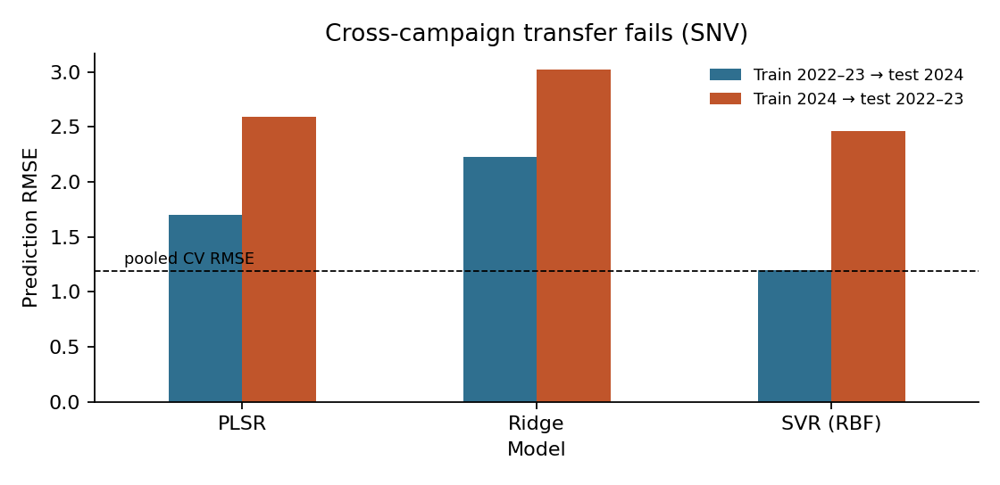 Cross-campaign transfer fails (SNV)
Train 2022–23 → test 2024
Train 2024 → test 2022–23
Prediction RMSE
3.0
2.5
2.0
1.5
1.0
0.5
0.0
pooled CV RMSE
PLSR
Ridge
SVR (RBF)
Model